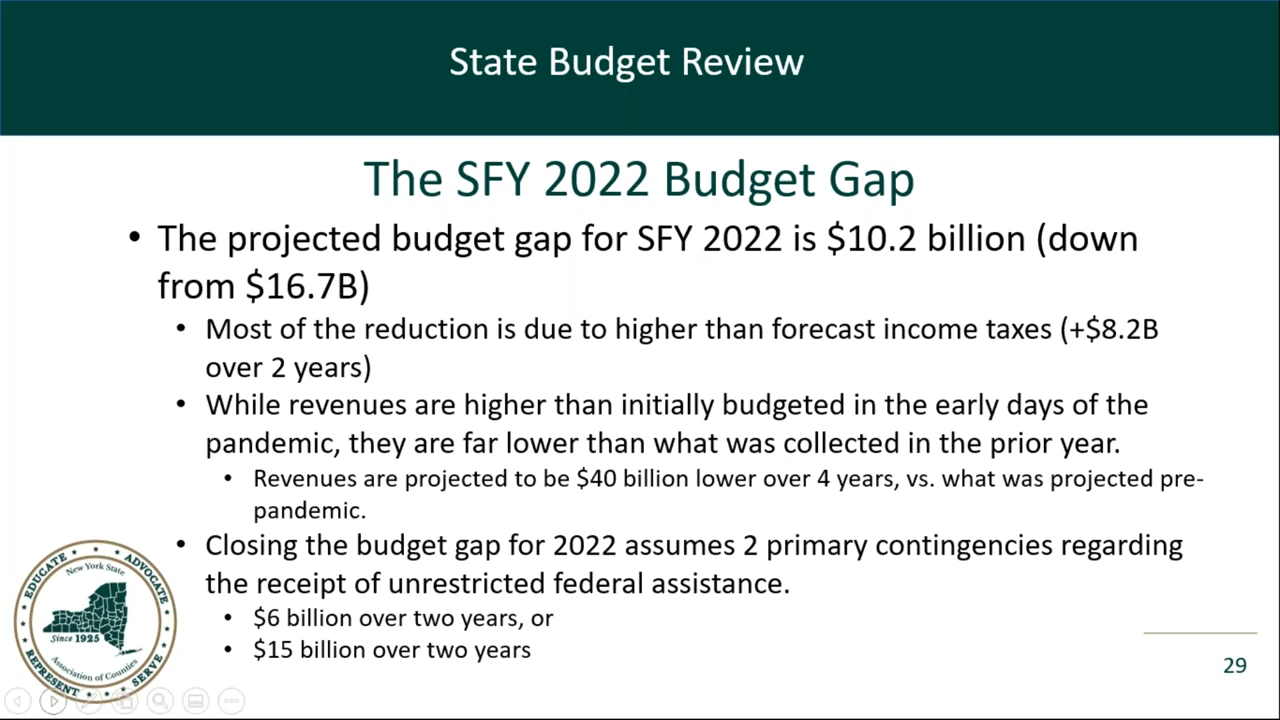 State Budget Review
The SFY 2022 Budget Gap
• The projected budget gap for SFY 2022 is $10.2 billion (down
from $16.7B)
• Most of the reduction is due to higher than forecast income taxes (+$8.2B
over 2 years)
• While revenues are higher than initially budgeted in the early days of the
pandemic, they are far lower than what was collected in the prior year.
• Revenues are projected to be $40 billion lower over 4 years, vs. what was projected pre-
pandemic.
• Closing the budget gap for 2022 assumes 2 primary contingencies regarding
the receipt of unrestricted federal assistance.
• $6 billion over two years, or
• $15 billion over two years
EDUCATE ADVOCATE
New York State
Since 1925
Association of Counties
REPRESENT SERVE
29